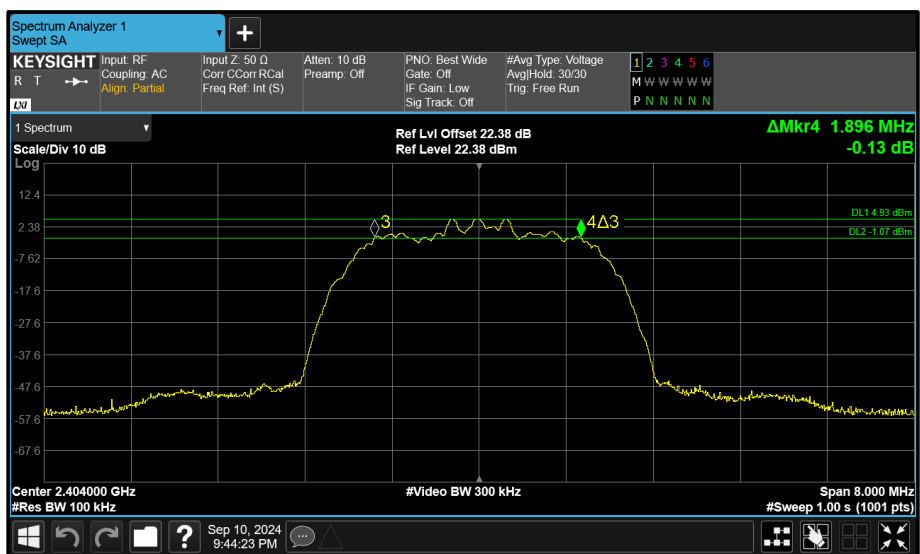 Spectrum Analyzer 1
Swept SA
▼
+
KEYSIGHT
R T
LXI
Input: RF
Coupling: AC
Align: Partial
Input Z: 50 Ω
Corr CCorr RCal
Freq Ref: Int (S)
Atten: 10 dB
Preamp: Off
PNO: Best Wide
Gate: Off
IF Gain: Low
Sig Track: Off
#Avg Type: Voltage
Avg|Hold: 30/30
Trig: Free Run
1 2 3 4 5 6
M W W W W W
P N N N N N
1 Spectrum ▼
Scale/Div 10 dB
Log
Ref Lvl Offset 22.38 dB
Ref Level 22.38 dBm
ΔMkr4 1.896 MHz
-0.13 dB
12.4
2.38
-7.62
-17.6
-27.6
-37.6
-47.6
-57.6
-67.6
3
4Δ3
DL1 4.93 dBm
DL2 -1.07 dBm
Center 2.404000 GHz
#Res BW 100 kHz
#Video BW 300 kHz
Span 8.000 MHz
#Sweep 1.00 s (1001 pts)
?
Sep 10, 2024
9:44:23 PM